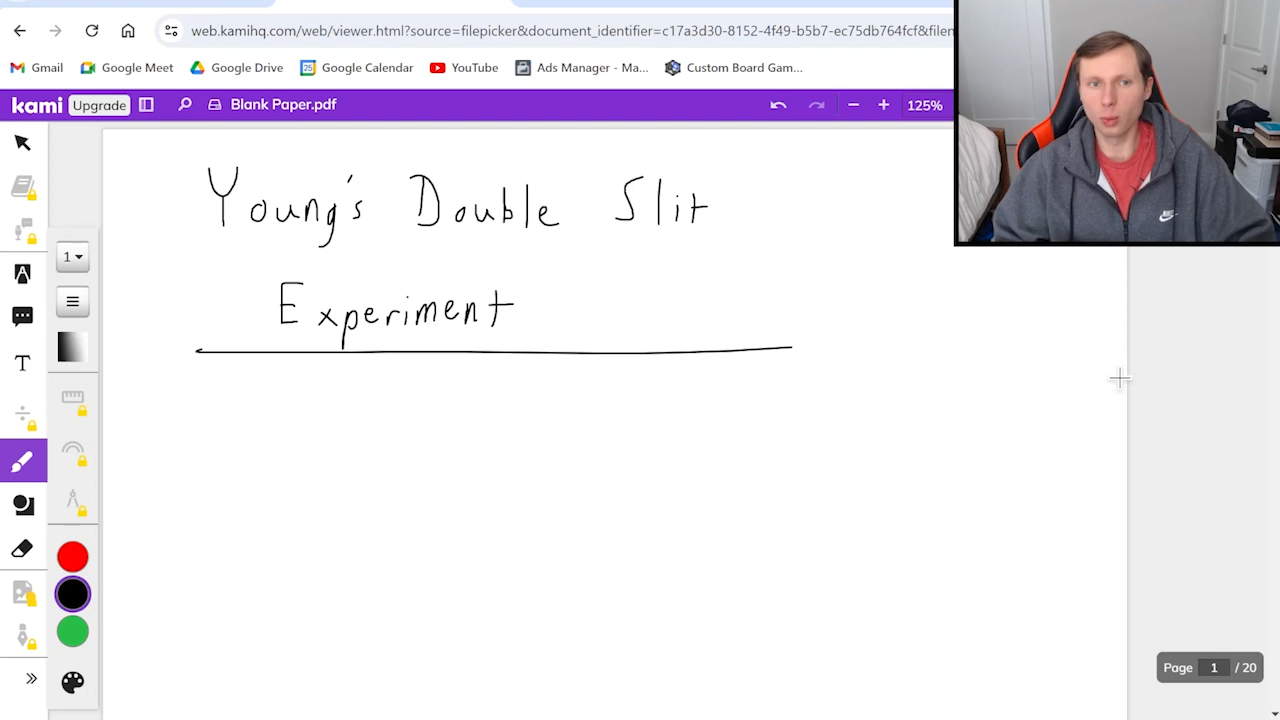 web.kamihq.com/web/viewer.html?source=filepicker&document_identifier=c17a3d30-8152-4f49-b5b7-ec75db764fcf&filen
Gmail Google Meet Google Drive 25 Google Calendar YouTube Ads Manager - Ma... Custom Board Gam...
kami Upgrade Blank Paper.pdf 125%
Young's Double Slit
Experiment
1
T
Page 1 / 20